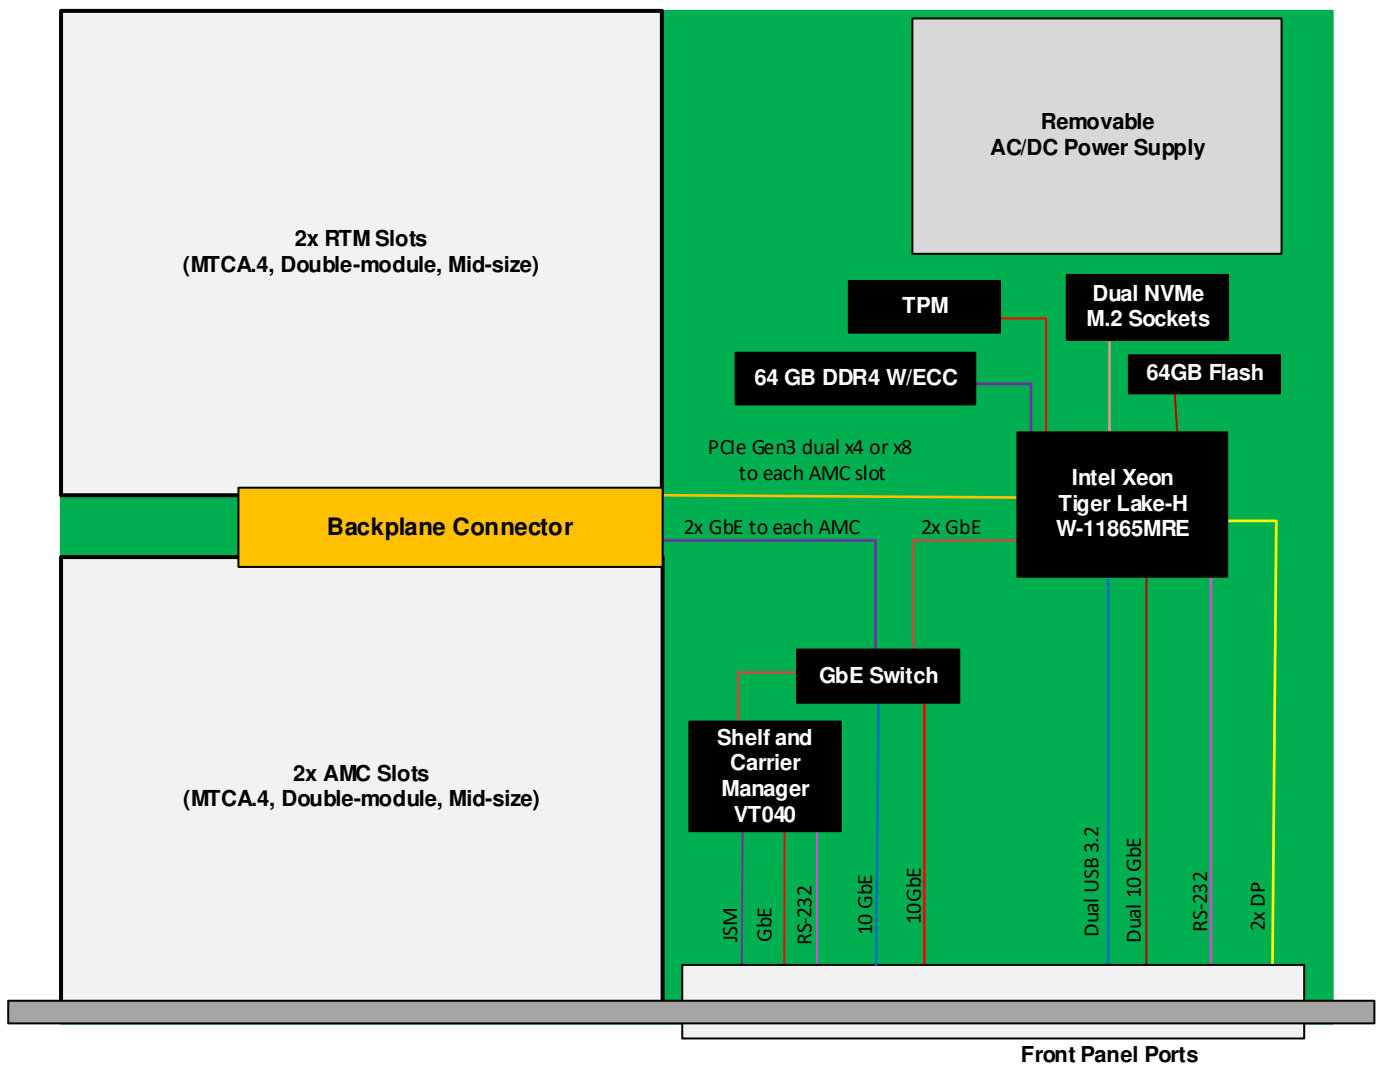 Removable
AC/DC Power Supply
2x RTM Slots
(MTCA.4, Double-module, Mid-size)
TPM
Dual NVMe
M.2 Sockets
64 GB DDR4 W/ECC
64GB Flash
PCIe Gen3 dual x4 or x8
to each AMC slot
Intel Xeon
Tiger Lake-H
W-11865MRE
Backplane Connector
2x GbE to each AMC
2x GbE
GbE Switch
Shelf and
Carrier
Manager
VT040
2x AMC Slots
(MTCA.4, Double-module, Mid-size)
JSM
GbE
RS-232
10 GbE
10GbE
Dual USB 3.2
Dual 10 GbE
RS-232
2x DP
Front Panel Ports